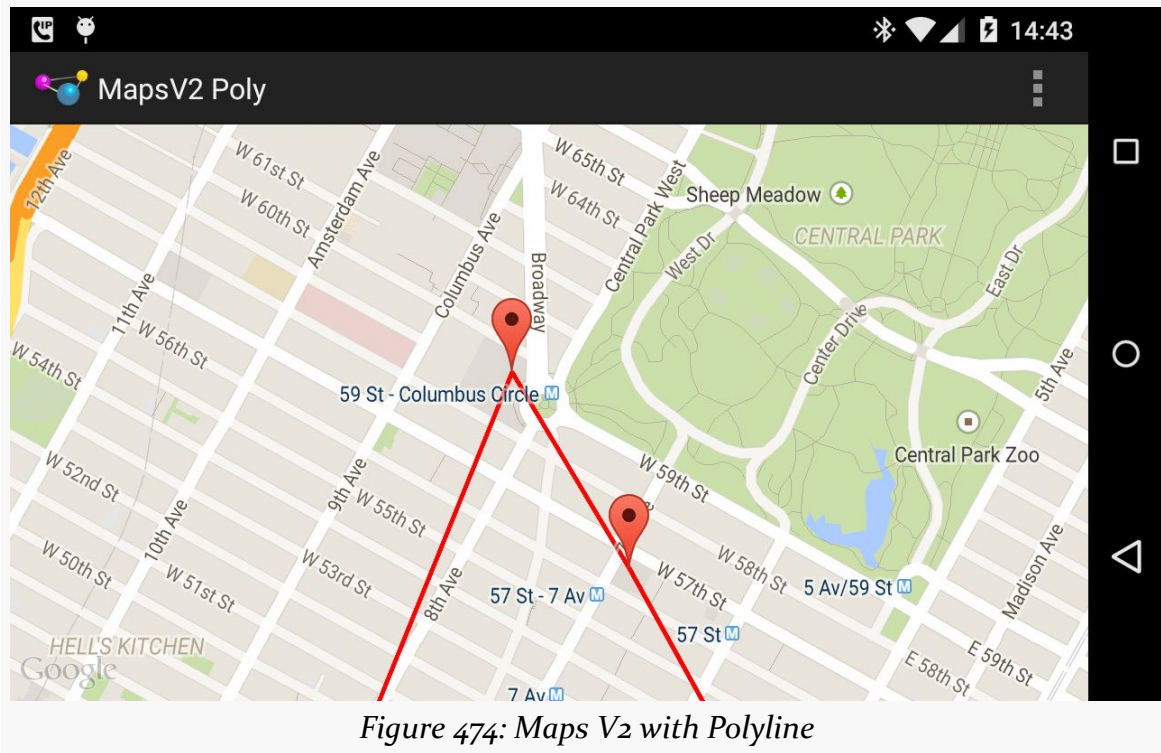 14:43
MapsV2 Poly
12th Ave
W 61st St
W 60th St
Amsterdam Ave
Columbus Ave
Broadway
W 65th St
W 64th St
Central Park West
Sheep Meadow
CENTRAL PARK
West Dr
East Dr
Center Drive
5th Ave
11th Ave
W 56th St
W 54th St
59 St - Columbus Circle M
Central Park Zoo
W 52nd St
9th Ave
W 55th St
W 59th St
10th Ave
W 50th St
W 51st St
W 53rd St
8th Ave
57 St - 7 Av M
W 57th St
W 58th St
5 Av/59 St M
Madison Ave
57 St M
HELL'S KITCHEN
Google
E 58th St
E 59th St
7 Av M
Figure 474: Maps V2 with Polyline